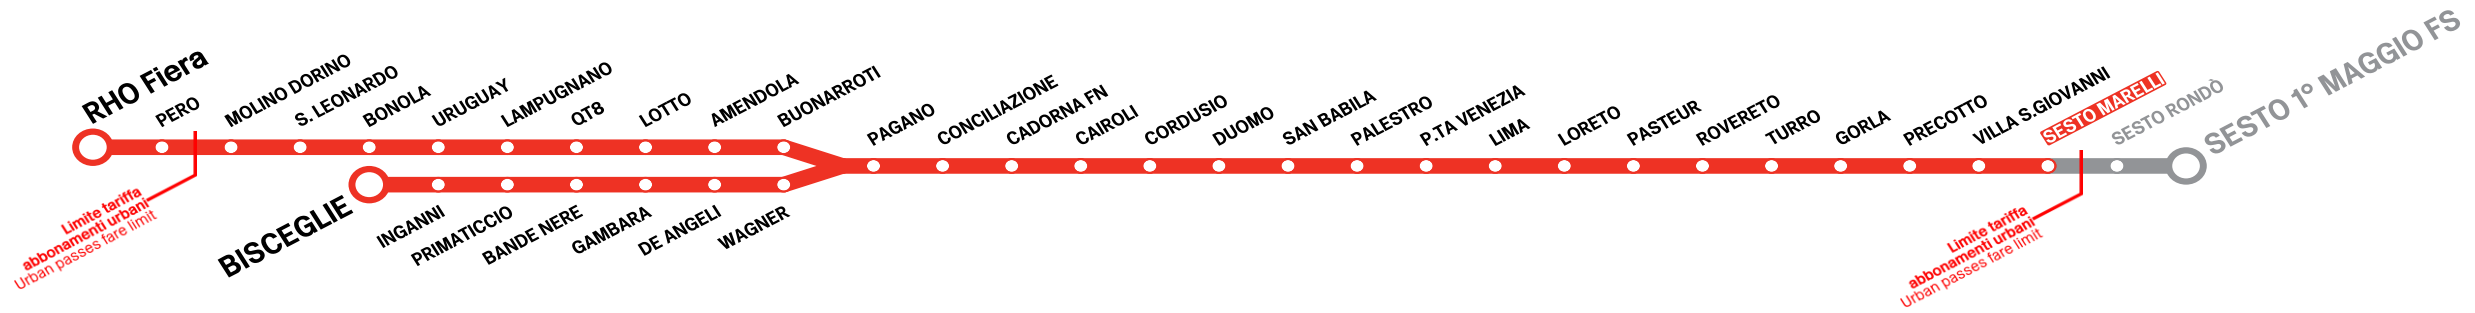 RHO Fiera
PERO
MOLINO DORINO
S. LEONARDO
BONOLA
URUGUAY
LAMPUGNANO
QT8
LOTTO
AMENDOLA
BUONARROTI
PAGANO
CONCILIAZIONE
CADORNA FN
CAIROLI
CORDUSIO
DUOMO
SAN BABILA
PALESTRO
P.TA VENEZIA
LIMA
LORETO
PASTEUR
ROVERETO
TURRO
GORLA
PRECOTTO
VILLA S.GIOVANNI
SESTO MARELLI
SESTO RONDÒ
SESTO 1° MAGGIO FS
BISCEGLIE
INGANNI
PRIMATICCIO
BANDE NERE
GAMBARA
DE ANGELI
WAGNER
Limite tariffa
abbonamenti urbani
Urban passes fare limit
Limite tariffa
abbonamenti urbani
Urban passes fare limit